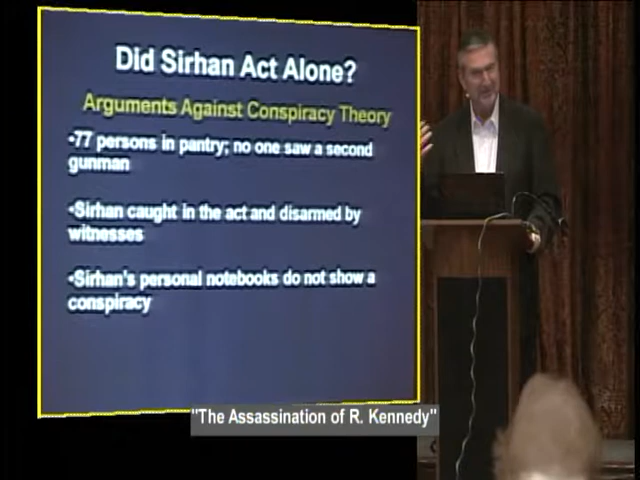 Did Sirhan Act Alone?
Arguments Against Conspiracy Theory
•77 persons in pantry; no one saw a second
gunman
•Sirhan caught in the act and disarmed by
witnesses
•Sirhan's personal notebooks do not show a
conspiracy
"The Assassination of R. Kennedy"